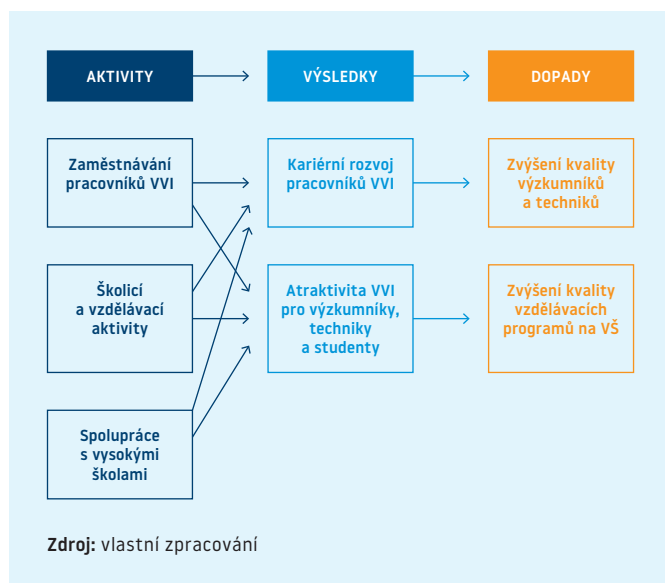 AKTIVITY
VÝSLEDKY
DOPADY
Zaměstnávání
pracovníků VVI
Kariérní rozvoj
pracovníků VVI
Zvýšení kvality
výzkumníků
a techniků
Školicí
a vzdělávací
aktivity
Atraktivita VVI
pro výzkumníky,
techniky
a studenty
Zvýšení kvality
vzdělávacích
programů na VŠ
Spolupráce
s vysokými
školami
Zdroj: vlastní zpracování